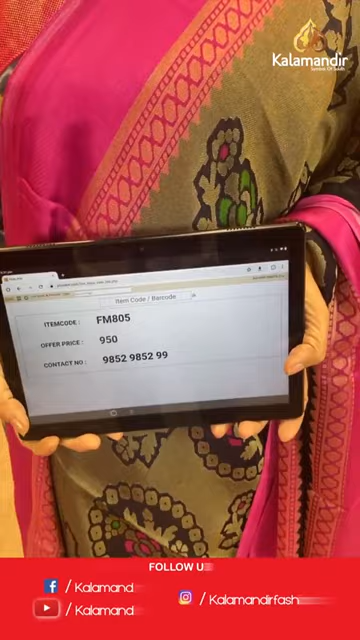 Kalamandir
Item Code / Barcode
ITEMCODE : FM805
OFFER PRICE : 950
CONTACT NO : 9852 9852 99
FOLLOW U
/ Kalamand
/ Kalamand
/ Kalamandirfash